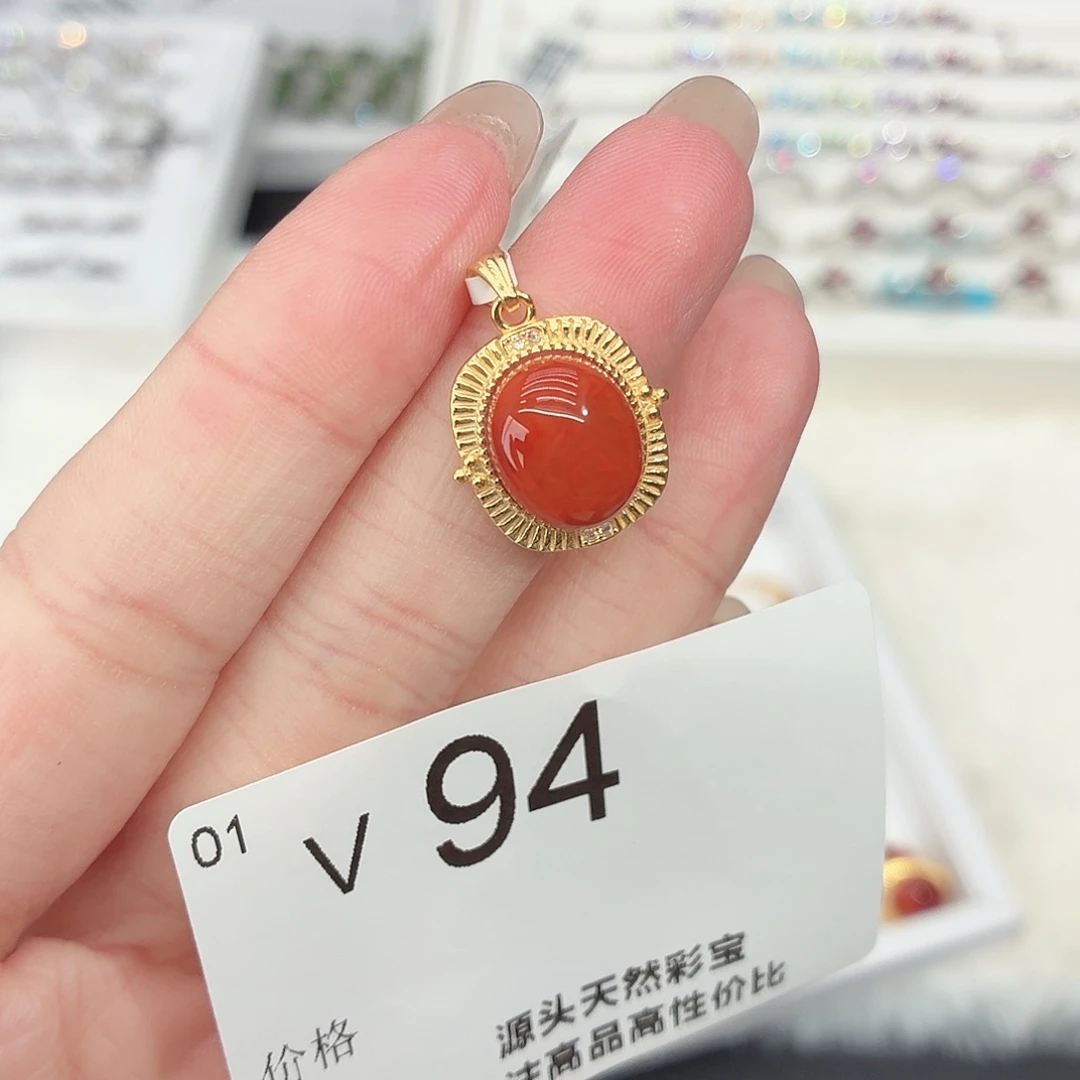 01 V 94
源头天然彩宝
高品高性价比
价格